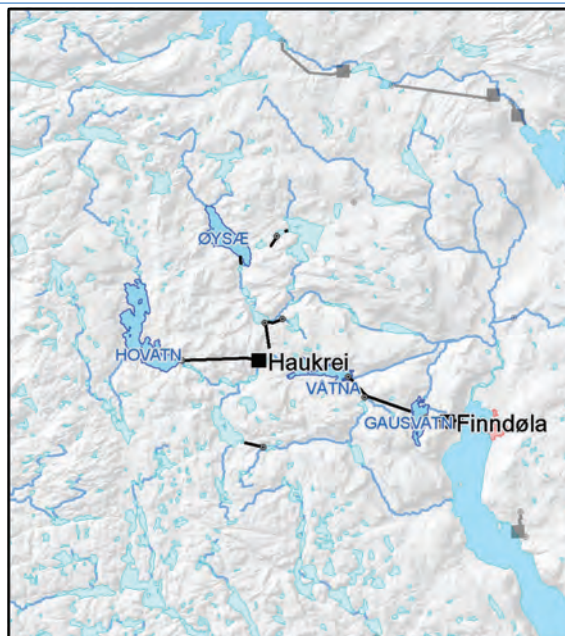 ØYSÆ
HOVATN
Haukrei
VATNA
GAUSVATN
Finndøla